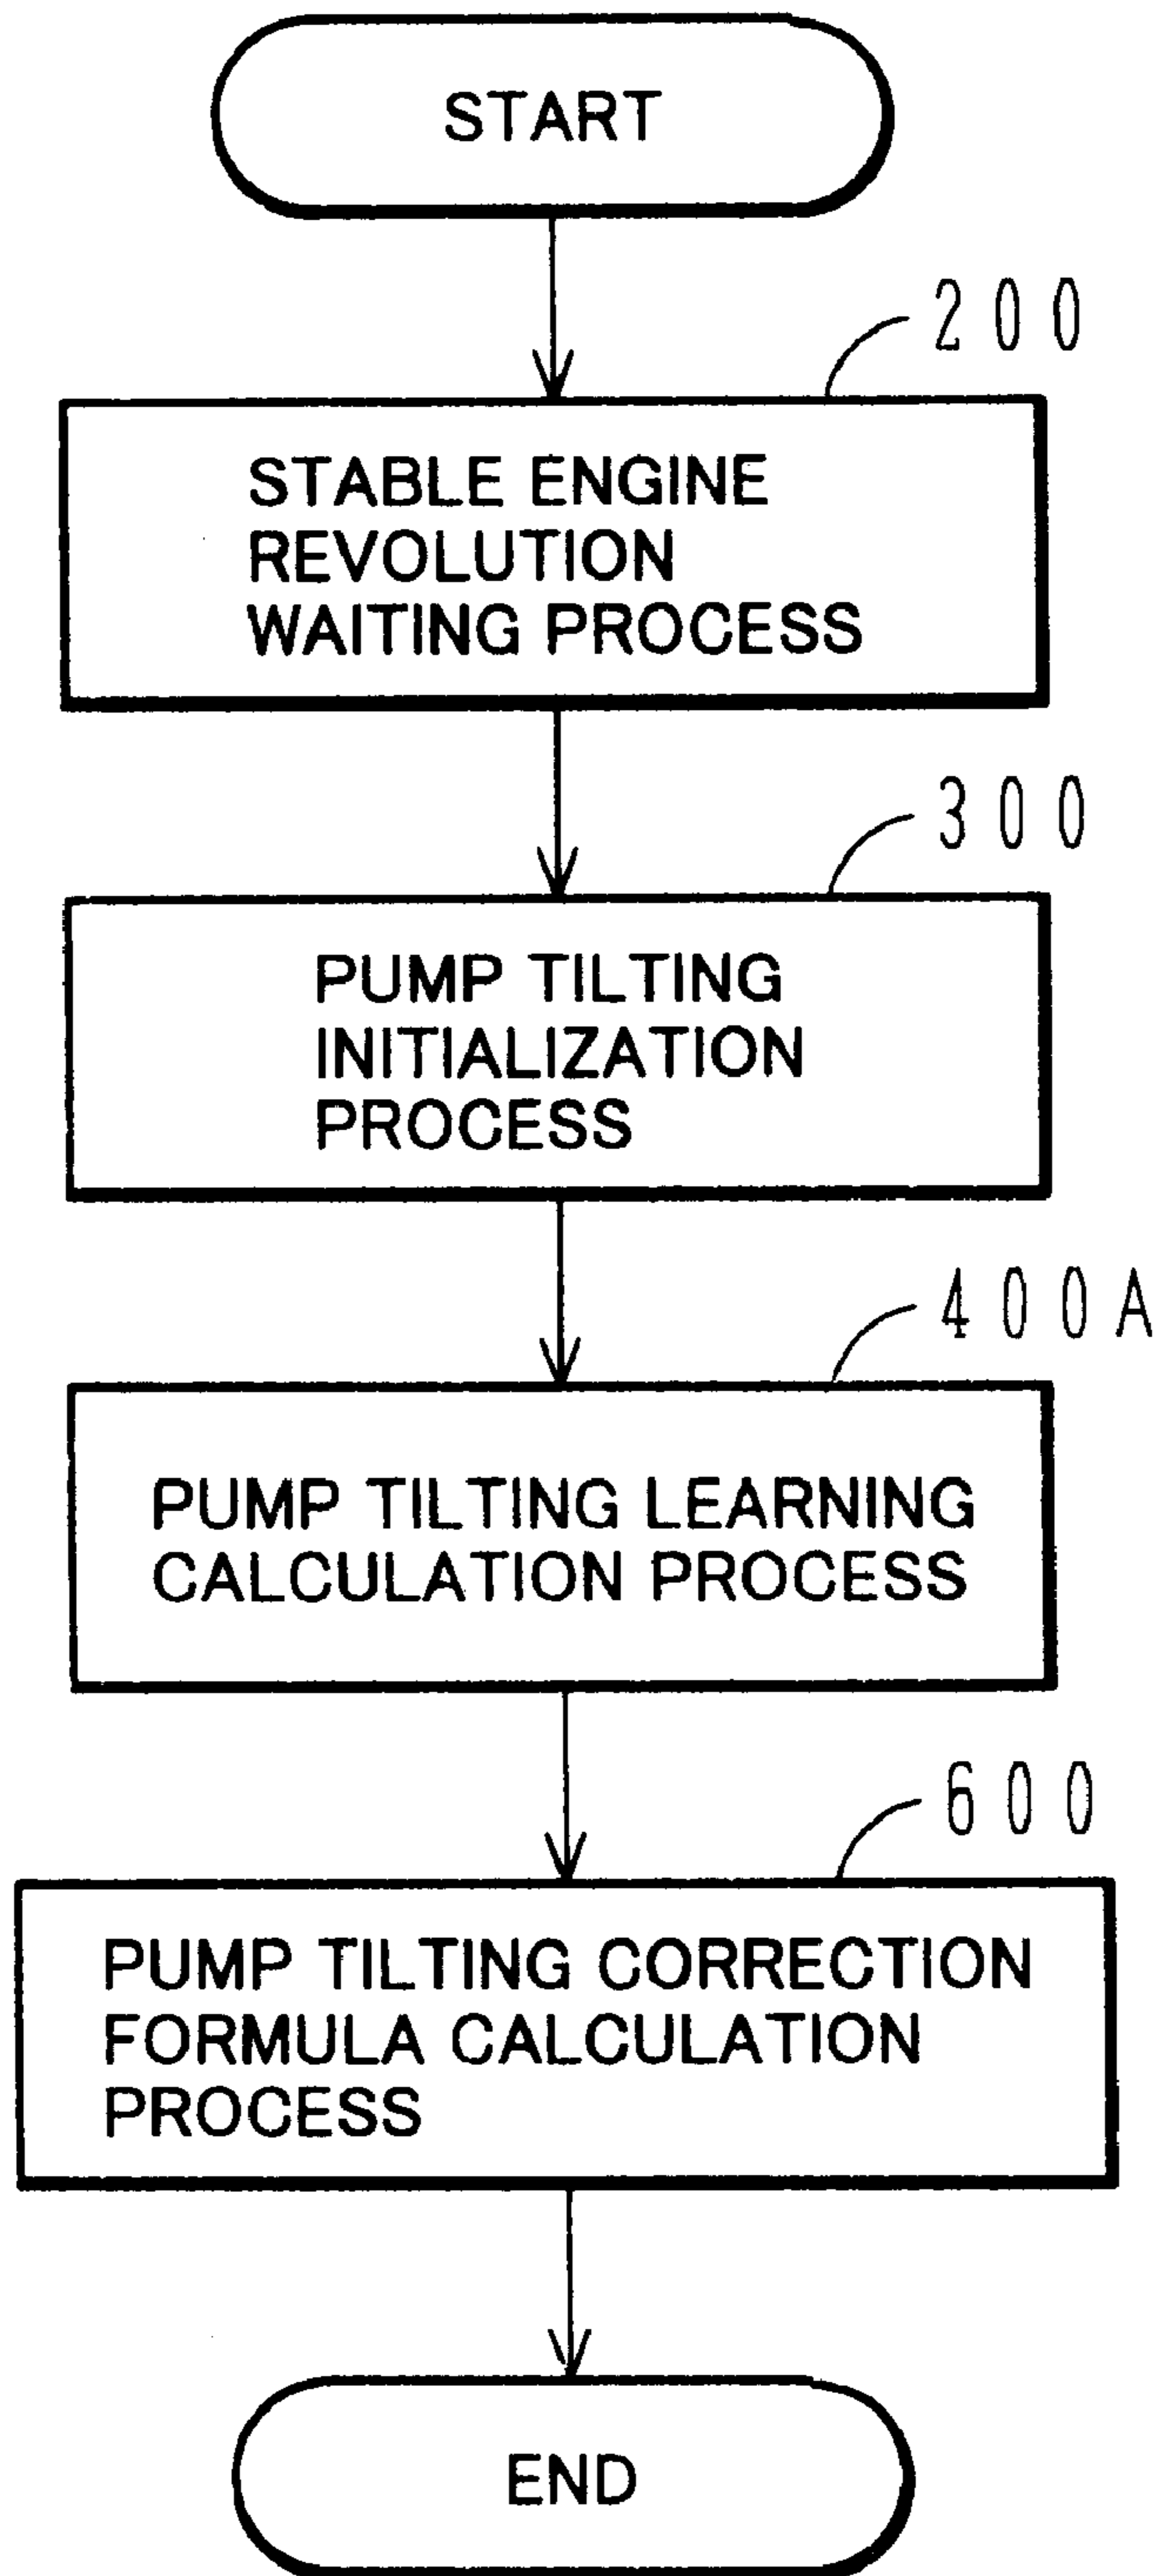 START
200
STABLE ENGINE
REVOLUTION
WAITING PROCESS
300
PUMP TILTING
INITIALIZATION
PROCESS
400A
PUMP TILTING LEARNING
CALCULATION PROCESS
600
PUMP TILTING CORRECTION
FORMULA CALCULATION
PROCESS
END